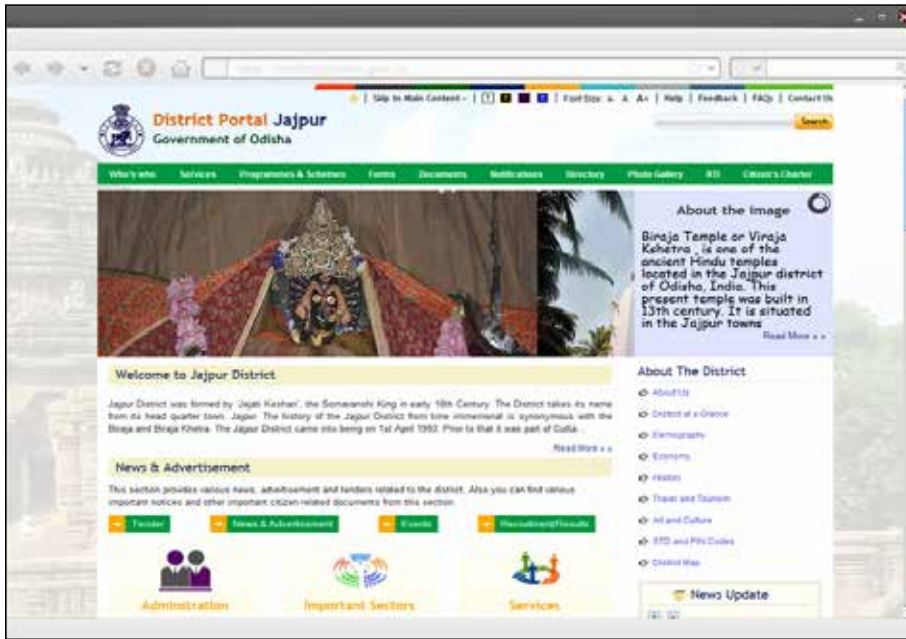 Skip to Main Content - | T T T T | Font Size: A- A A+ | Help | Feedback | FAQs | Contact Us
District Portal Jajpur
Government of Odisha
Search
Who's who Services Programmes & Schemes Forms Documents Notifications Directory Photo Gallery RTI Citizen's Charter
About the Image
Biraja Temple or Viraja
Kshetra , is one of the
ancient Hindu temples
located in the Jajpur district
of Odisha, India. This
present temple was built in
13th century. It is situated
in the Jajpur towns
Read More » »
Welcome to Jajpur District
Jajpur District was formed by 'Jajati Keshari', the Somavanshi King in early 10th Century. The District takes its name
from its head quarter town, Jajpur. The history of the Jajpur District from time immemorial is synonymous with the
Biraja and Biraja Khetra. The Jajpur District came into being on 1st April 1993. Prior to that it was part of Cutta...
Read More » »
News & Advertisement
This section provides various news, advertisement and tenders related to the district. Also you can find various
important notices and other important citizen related documents from this section.
Tender News & Advertisement Events Recruitment/Results
Adminstration Important Sectors Services
About The District
About Us
District at a Glance
Demography
Economy
History
Travel and Tourism
Art and Culture
STD and PIN Codes
District Map
News Update